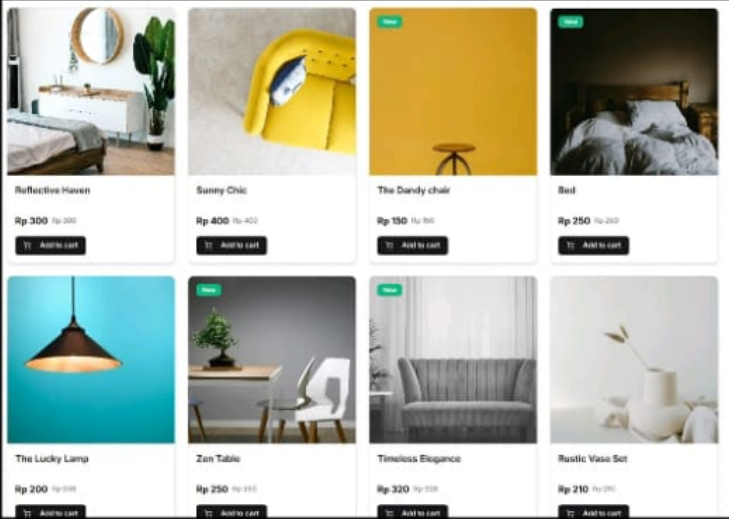 New
New
Reflective Haven
Sunny Chic
The Dandy chair
Bed
Rp 300
Rp 400
Rp 150
Rp 250
Add to cart
Add to cart
Add to cart
Add to cart
New
New
The Lucky Lamp
Zen Table
Timeless Elegance
Rustic Vase Set
Rp 200
Rp 250
Rp 320
Rp 210
Add to cart
Add to cart
Add to cart
Add to cart